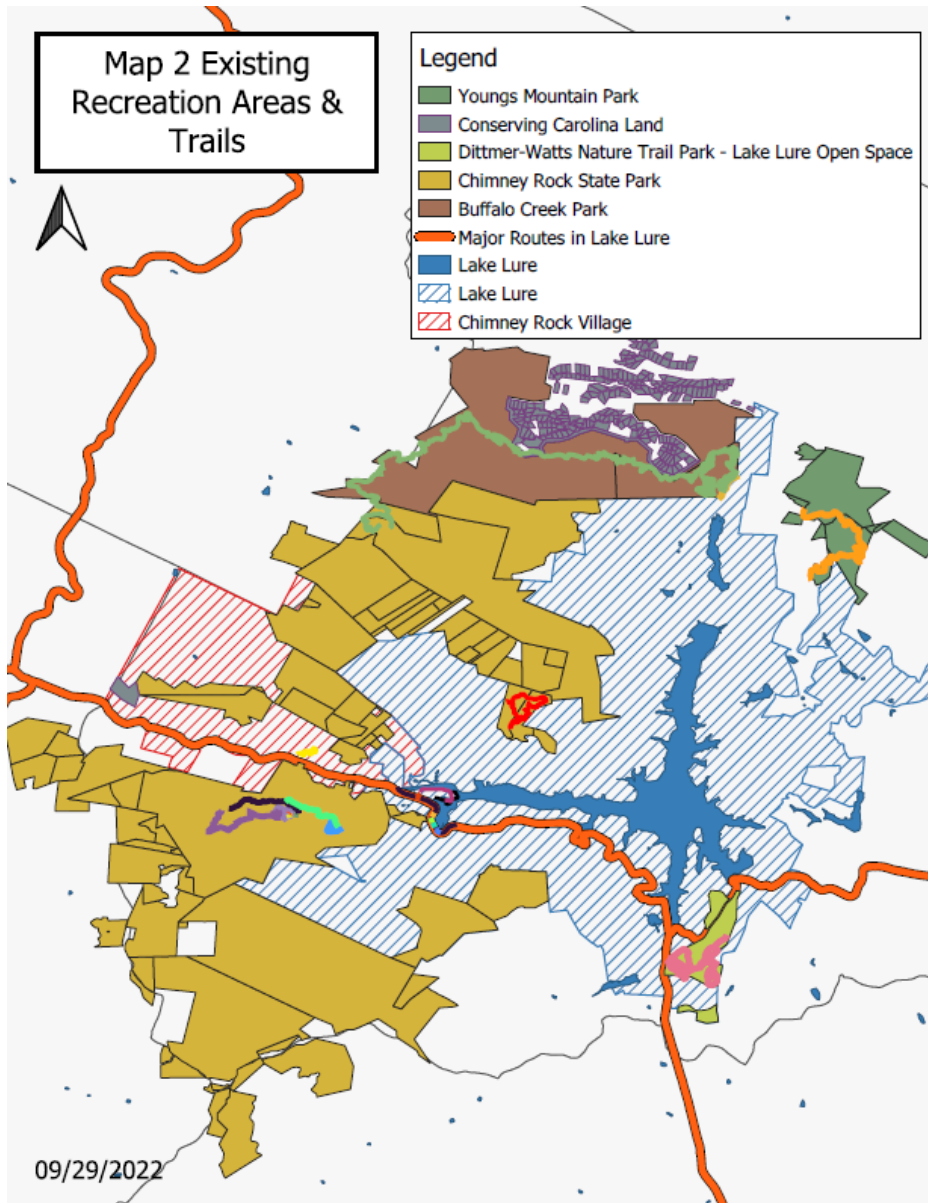 Map 2 Existing
Recreation Areas &
Trails
Legend
Youngs Mountain Park
Conserving Carolina Land
Dittmer-Watts Nature Trail Park - Lake Lure Open Space
Chimney Rock State Park
Buffalo Creek Park
Major Routes in Lake Lure
Lake Lure
Lake Lure
Chimney Rock Village
09/29/2022